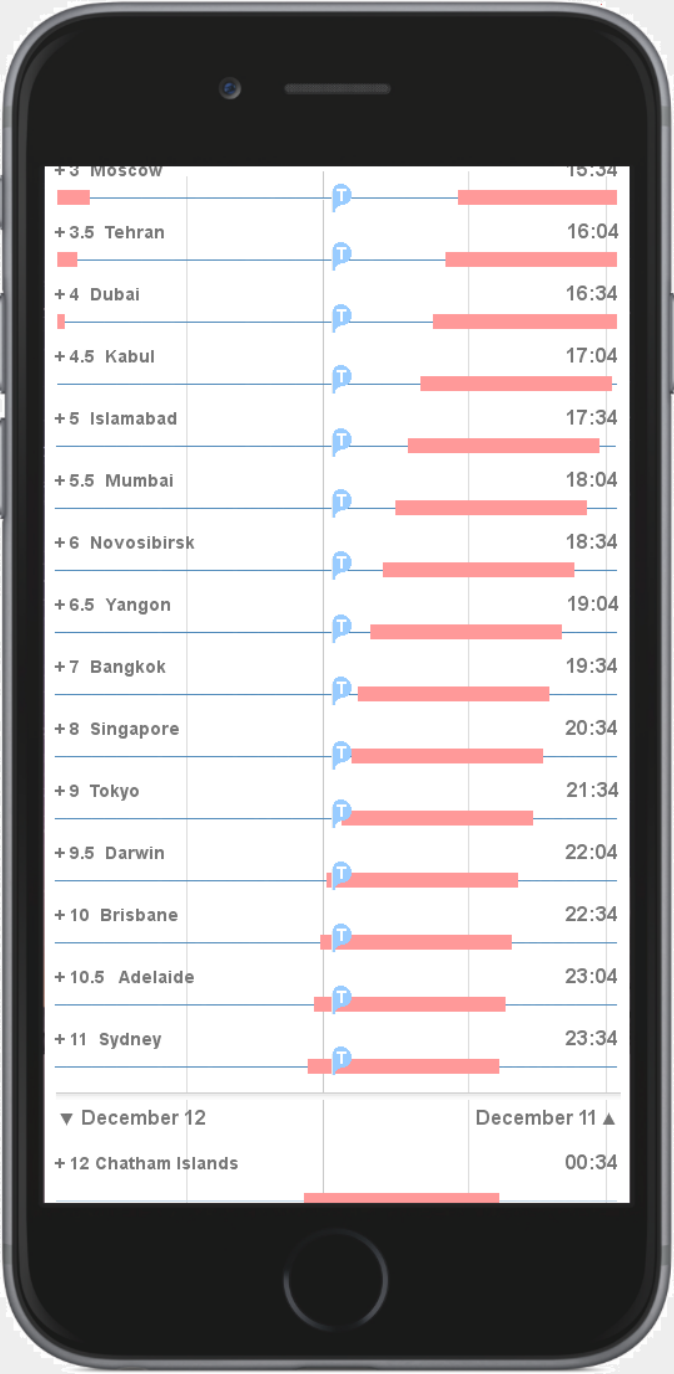 +3 Moscow 15:34
T
+3.5 Tehran 16:04
T
+4 Dubai 16:34
T
+4.5 Kabul 17:04
T
+5 Islamabad 17:34
T
+5.5 Mumbai 18:04
T
+6 Novosibirsk 18:34
T
+6.5 Yangon 19:04
T
+7 Bangkok 19:34
T
+8 Singapore 20:34
T
+9 Tokyo 21:34
T
+9.5 Darwin 22:04
T
+10 Brisbane 22:34
T
+10.5 Adelaide 23:04
T
+11 Sydney 23:34
T
▼ December 12 December 11 ▲
+12 Chatham Islands 00:34